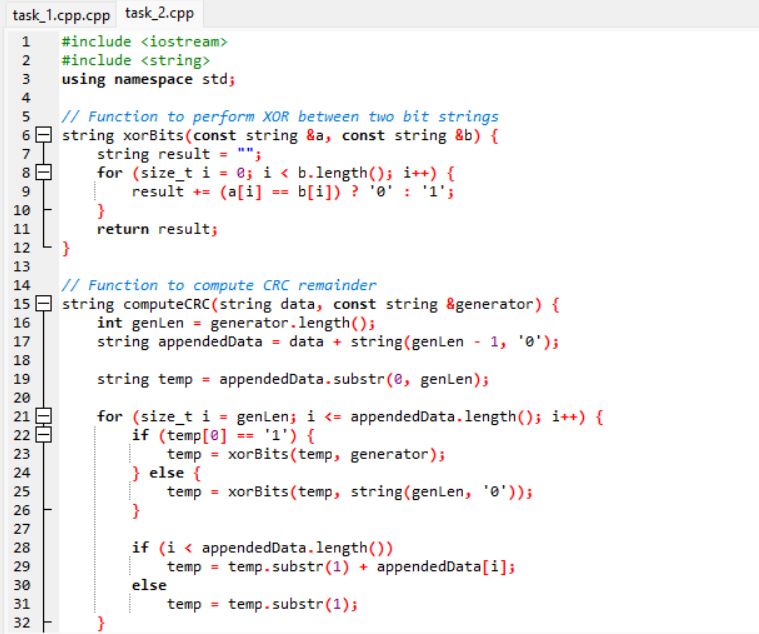 task_1.cpp.cpp task_2.cpp
1 #include <iostream>
2 #include <string>
3 using namespace std;
4
5 // Function to perform XOR between two bit strings
6 string xorBits(const string &a, const string &b) {
7     string result = "";
8     for (size_t i = 0; i < b.length(); i++) {
9         result += (a[i] == b[i]) ? '0' : '1';
10     }
11     return result;
12 }
13
14 // Function to compute CRC remainder
15 string computeCRC(string data, const string &generator) {
16     int genLen = generator.length();
17     string appendedData = data + string(genLen - 1, '0');
18
19     string temp = appendedData.substr(0, genLen);
20
21     for (size_t i = genLen; i <= appendedData.length(); i++) {
22         if (temp[0] == '1') {
23             temp = xorBits(temp, generator);
24         } else {
25             temp = xorBits(temp, string(genLen, '0'));
26         }
27
28         if (i < appendedData.length())
29             temp = temp.substr(1) + appendedData[i];
30         else
31             temp = temp.substr(1);
32     }